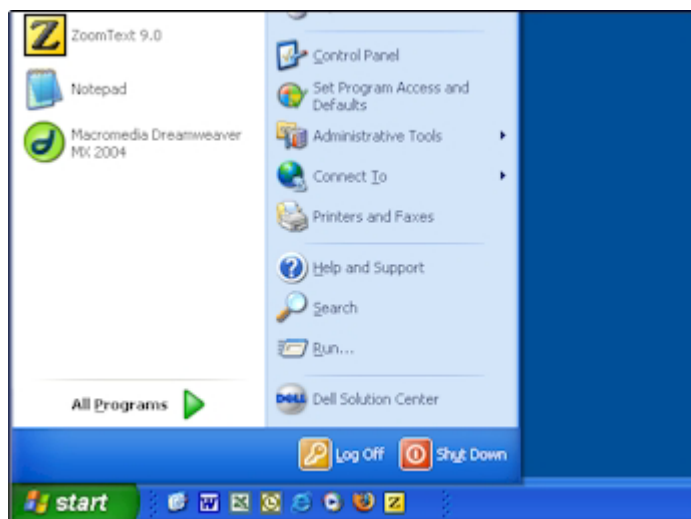 ZoomText 9.0
Notepad
Macromedia Dreamweaver
MX 2004
All Programs
Control Panel
Set Program Access and
Defaults
Administrative Tools
Connect To
Printers and Faxes
Help and Support
Search
Run...
DELL Dell Solution Center
Log Off Shut Down
start